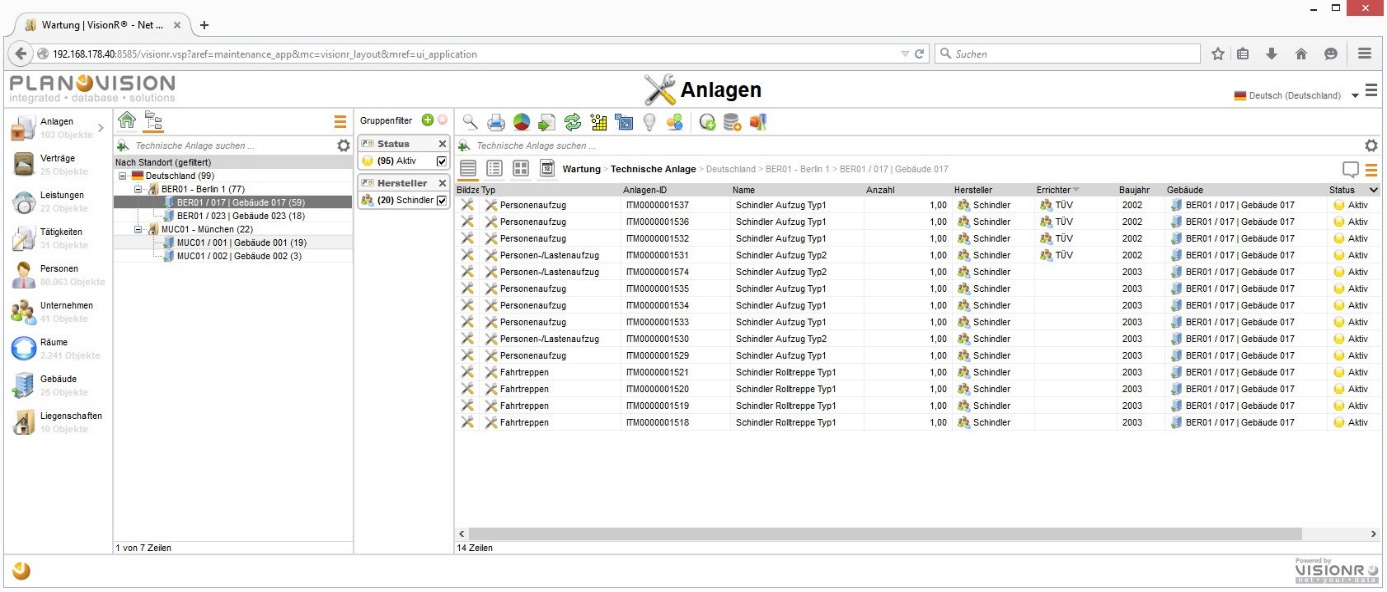 Wartung | VisionR® - Net ... × +
192.168.178.40:8585/visionr.vsp?aref=maintenance_app&mc=visionr_layout&mref=ui_application
Suchen
PLANOVISION
integrated • database • solutions
Anlagen
Deutsch (Deutschland)
Anlagen
103 Objekte
Verträge
25 Objekte
Leistungen
22 Objekte
Tätigkeiten
31 Objekte
Personen
80.063 Objekte
Unternehmen
41 Objekte
Räume
2.241 Objekte
Gebäude
25 Objekte
Liegenschaften
10 Objekte
Technische Anlage suchen ...
Nach Standort (gefiltert)
Deutschland (99)
BER01 - Berlin 1 (77)
BER01 / 017 | Gebäude 017 (59)
BER01 / 023 | Gebäude 023 (18)
MUC01 - München (22)
MUC01 / 001 | Gebäude 001 (19)
MUC01 / 002 | Gebäude 002 (3)
1 von 7 Zeilen
Gruppenfilter
Status X
(95) Aktiv
Hersteller X
(20) Schindler
Technische Anlage suchen ...
Wartung > Technische Anlage > Deutschland > BER01 - Berlin 1 > BER01 / 017 | Gebäude 017
Bildze Typ Anlagen-ID Name Anzahl Hersteller Errichter Baujahr Gebäude Status
Personenaufzug ITM0000001537 Schindler Aufzug Typ1 1,00 Schindler TÜV 2002 BER01 / 017 | Gebäude 017 Aktiv
Personenaufzug ITM0000001536 Schindler Aufzug Typ1 1,00 Schindler TÜV 2002 BER01 / 017 | Gebäude 017 Aktiv
Personenaufzug ITM0000001532 Schindler Aufzug Typ1 1,00 Schindler TÜV 2002 BER01 / 017 | Gebäude 017 Aktiv
Personen-/Lastenaufzug ITM0000001531 Schindler Aufzug Typ2 1,00 Schindler TÜV 2002 BER01 / 017 | Gebäude 017 Aktiv
Personen-/Lastenaufzug ITM0000001574 Schindler Aufzug Typ2 1,00 Schindler 2003 BER01 / 017 | Gebäude 017 Aktiv
Personenaufzug ITM0000001535 Schindler Aufzug Typ1 1,00 Schindler 2003 BER01 / 017 | Gebäude 017 Aktiv
Personenaufzug ITM0000001534 Schindler Aufzug Typ1 1,00 Schindler 2003 BER01 / 017 | Gebäude 017 Aktiv
Personenaufzug ITM0000001533 Schindler Aufzug Typ1 1,00 Schindler 2003 BER01 / 017 | Gebäude 017 Aktiv
Personen-/Lastenaufzug ITM0000001530 Schindler Aufzug Typ2 1,00 Schindler 2003 BER01 / 017 | Gebäude 017 Aktiv
Personenaufzug ITM0000001529 Schindler Aufzug Typ1 1,00 Schindler 2003 BER01 / 017 | Gebäude 017 Aktiv
Fahrtreppen ITM0000001521 Schindler Rolltreppe Typ1 1,00 Schindler 2003 BER01 / 017 | Gebäude 017 Aktiv
Fahrtreppen ITM0000001520 Schindler Rolltreppe Typ1 1,00 Schindler 2003 BER01 / 017 | Gebäude 017 Aktiv
Fahrtreppen ITM0000001519 Schindler Rolltreppe Typ1 1,00 Schindler 2003 BER01 / 017 | Gebäude 017 Aktiv
Fahrtreppen ITM0000001518 Schindler Rolltreppe Typ1 1,00 Schindler 2003 BER01 / 017 | Gebäude 017 Aktiv
14 Zeilen
Powered by
VISIONR
net • your • data